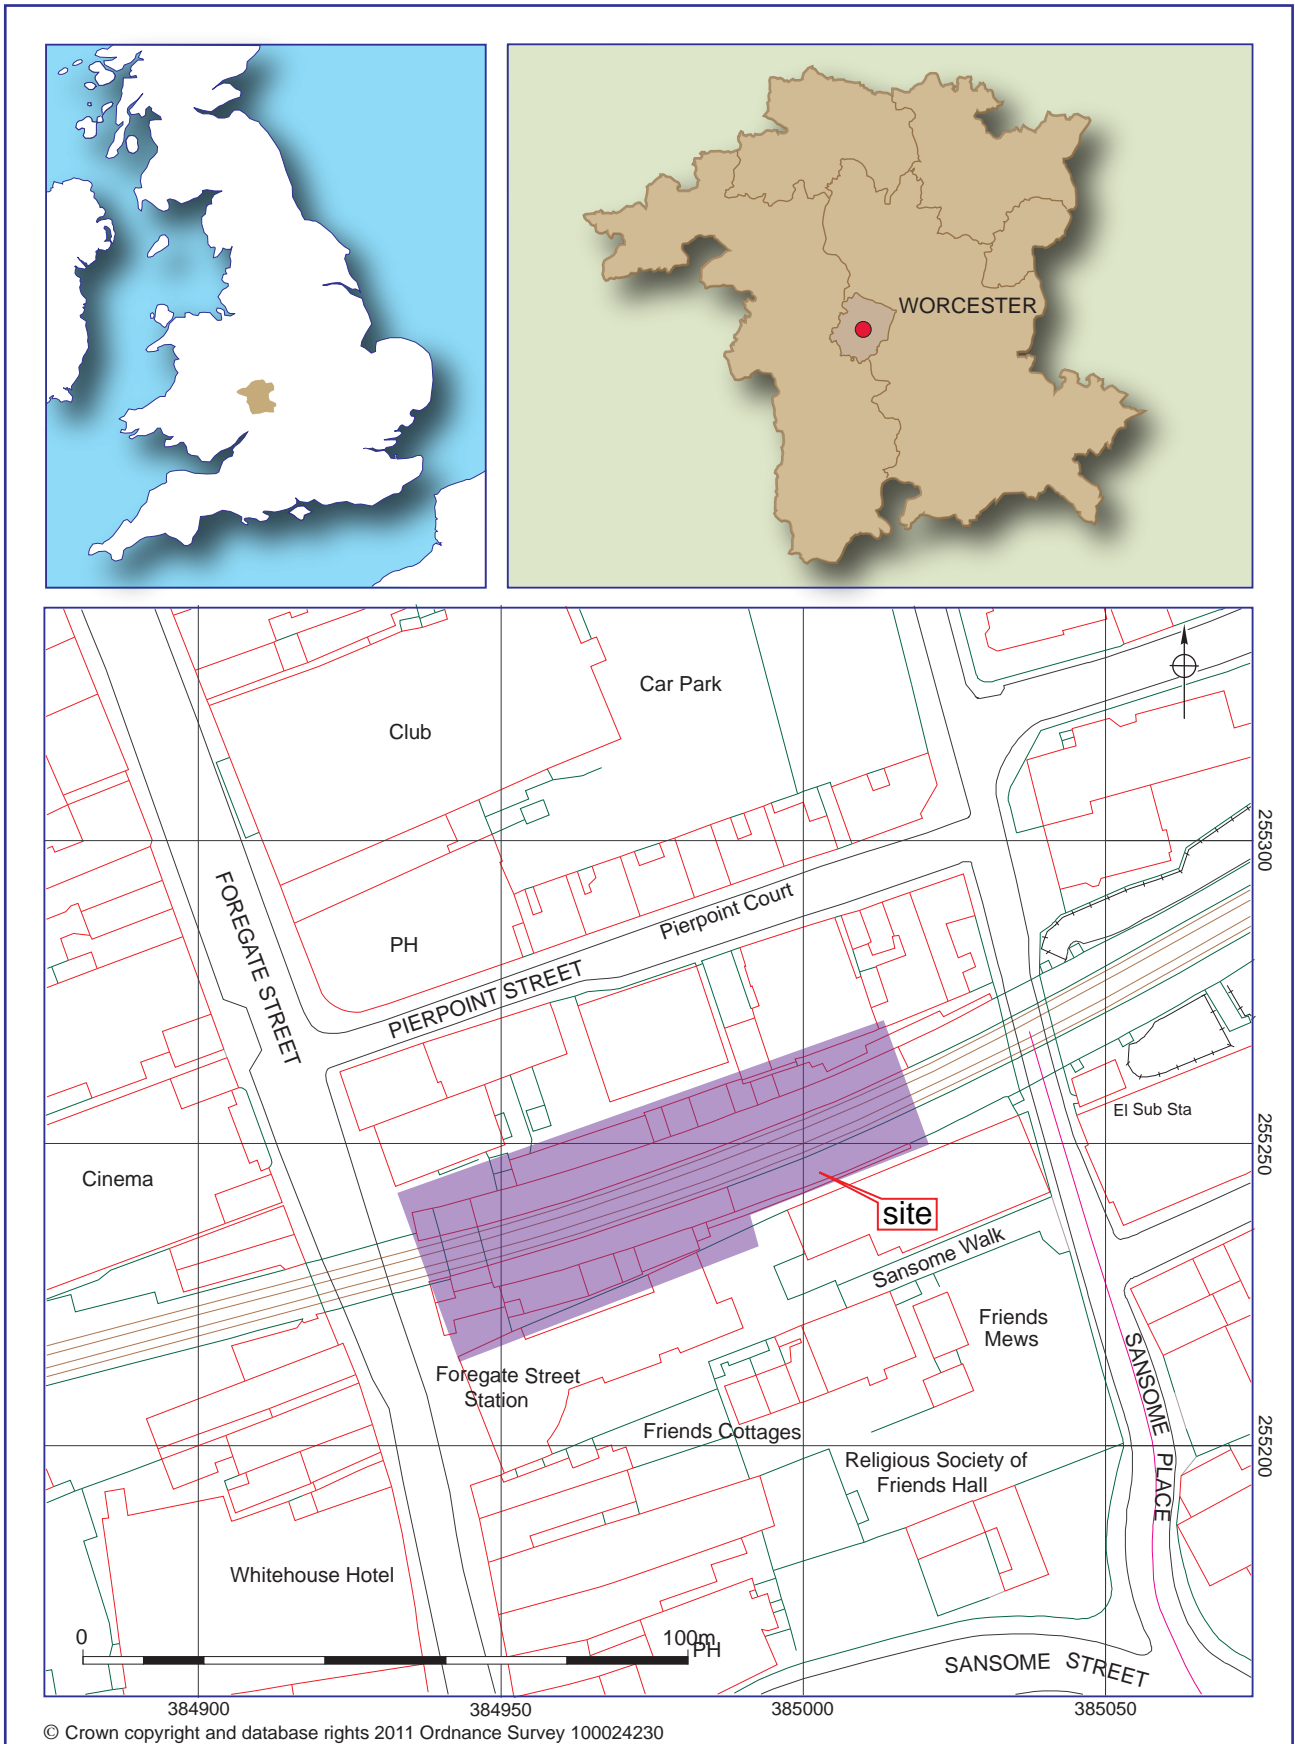 WORCESTER
Car Park
Club
255300
FOREGATE STREET
Pierpoint Court
PH
PIERPOINT STREET
El Sub Sta
255250
Cinema
site
Sansome Walk
Friends
Mews
Foregate Street
Station
SANSOME PLACE
Friends Cottages
Religious Society of
Friends Hall
255200
Whitehouse Hotel
0
100m
PH
SANSOME STREET
384900
384950
385000
385050
© Crown copyright and database rights 2011 Ordnance Survey 100024230